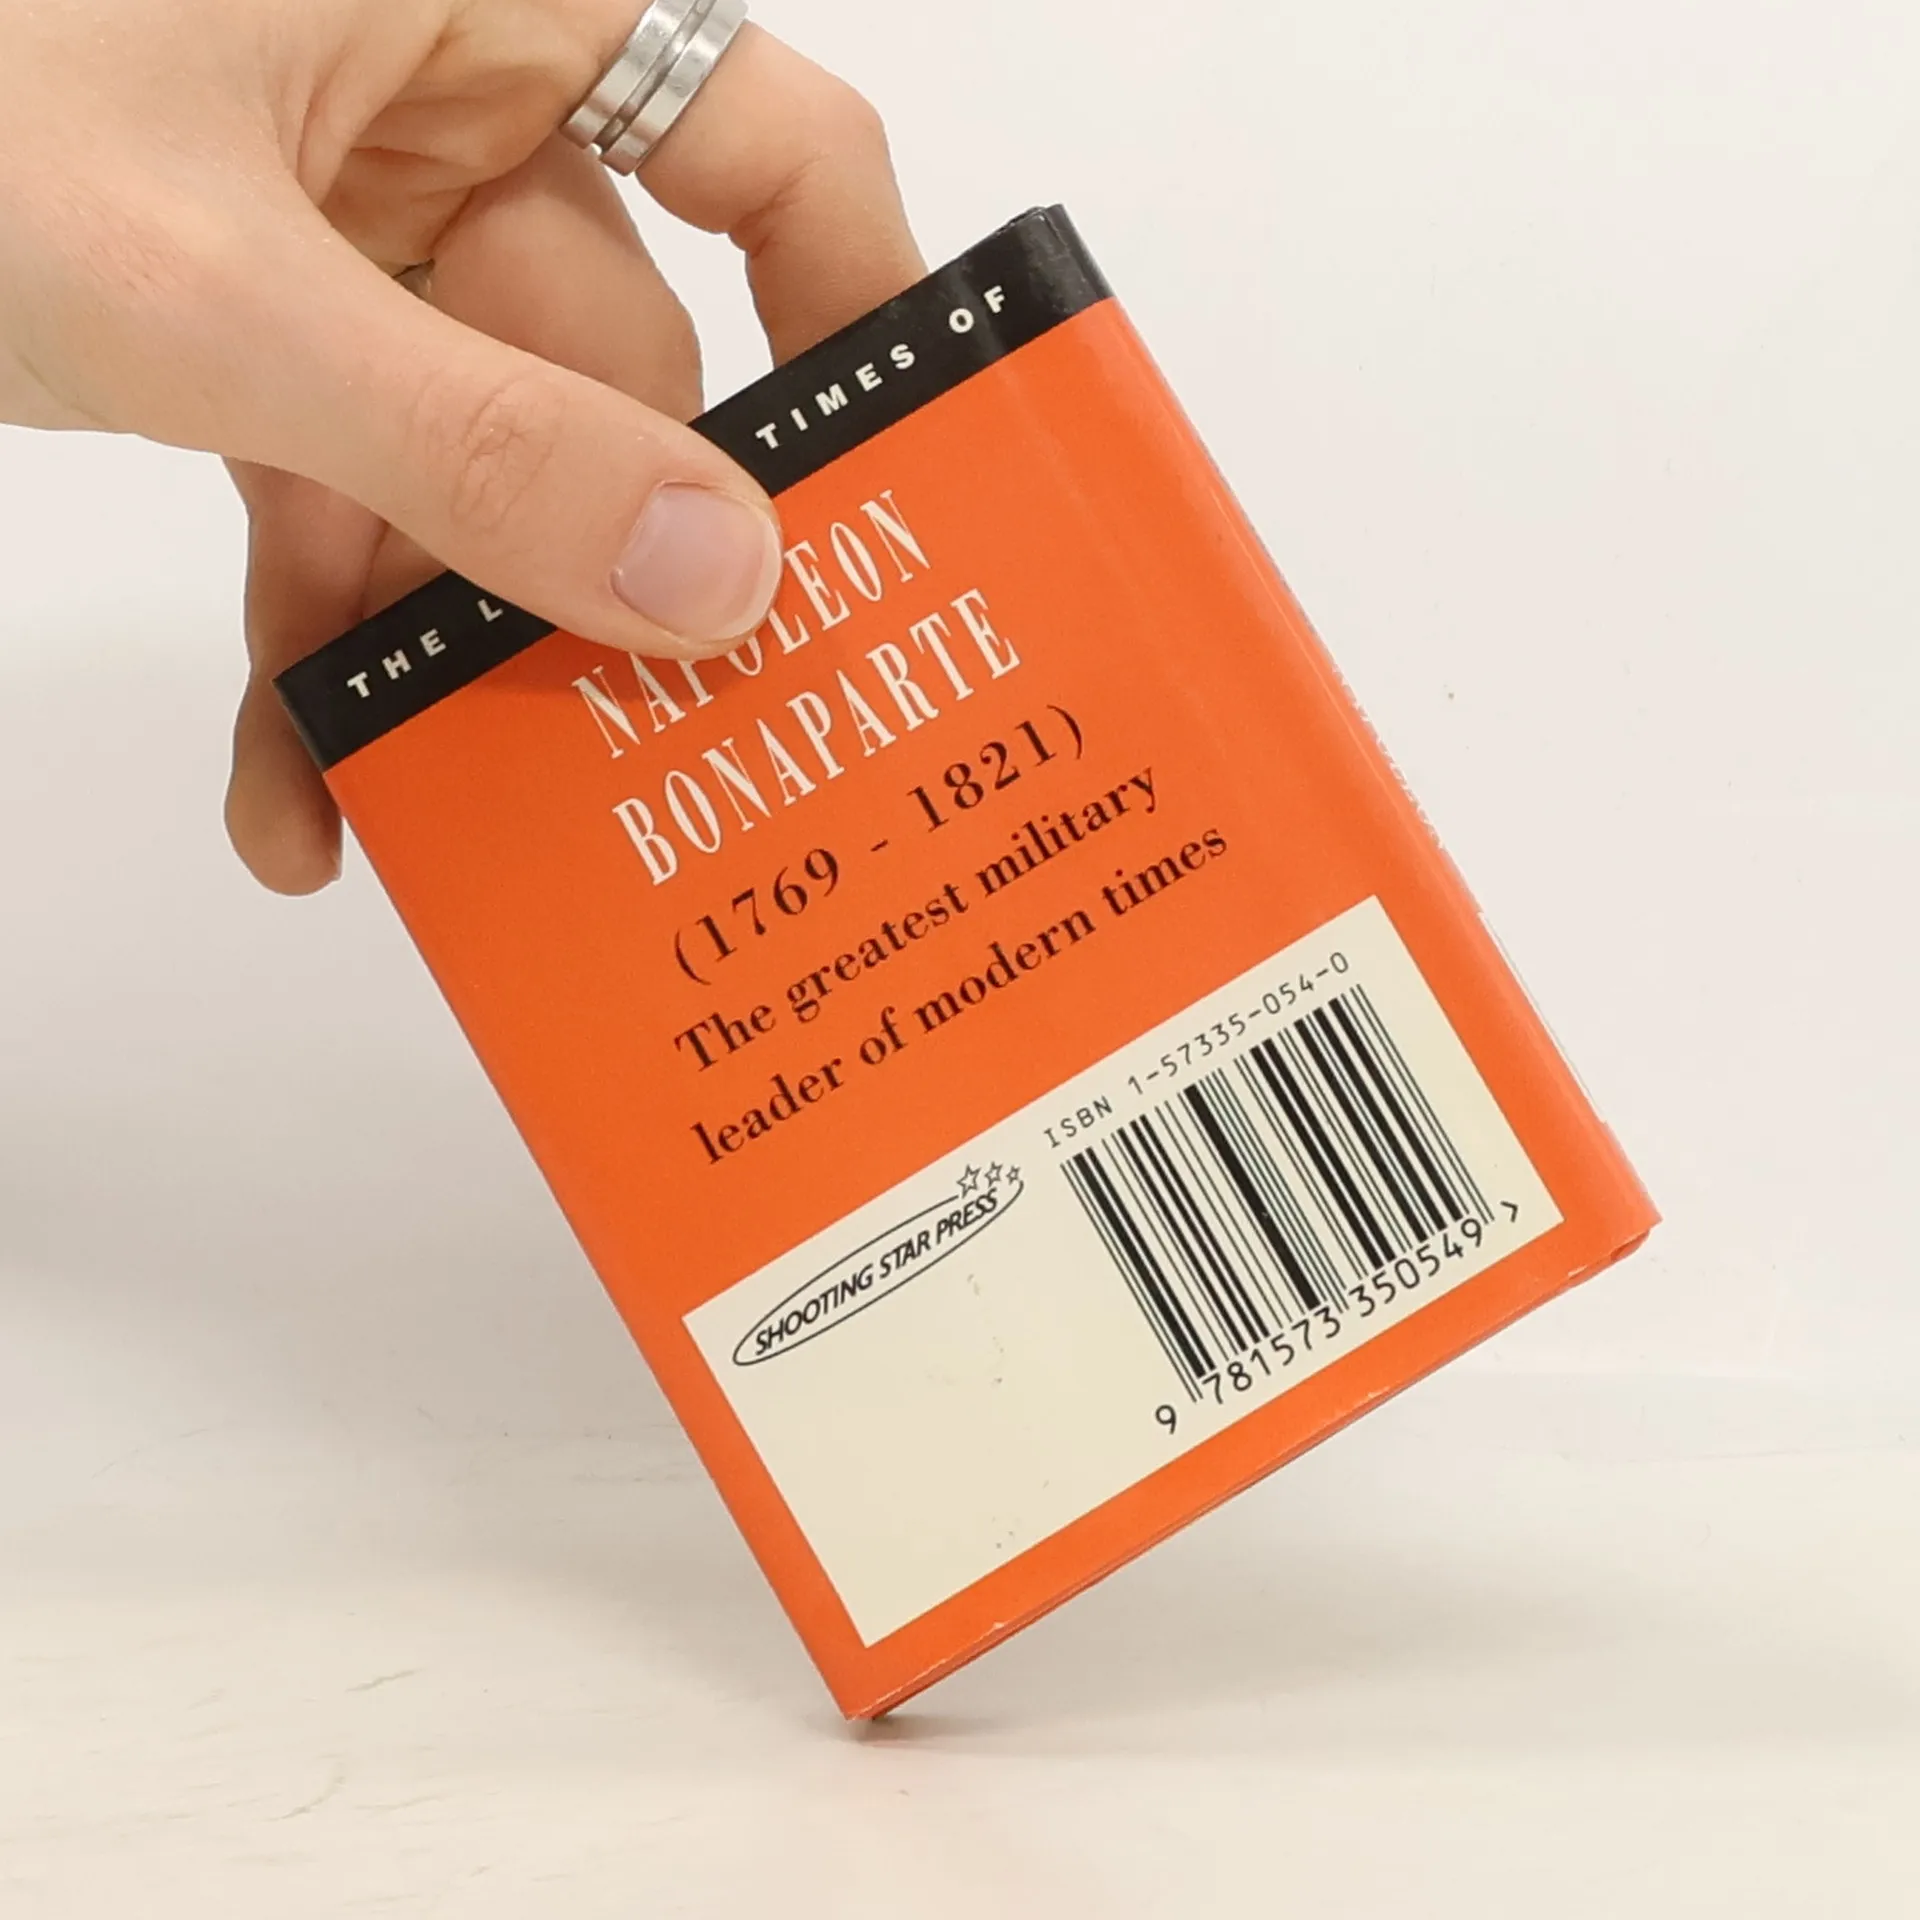 THE L TIMES OF
NAPOLEON
BONAPARTE
(1769 - 1821)
The greatest military
leader of modern times
ISBN 1-57335-054-0
SHOOTING STAR PRESS
9 781573 350549 >